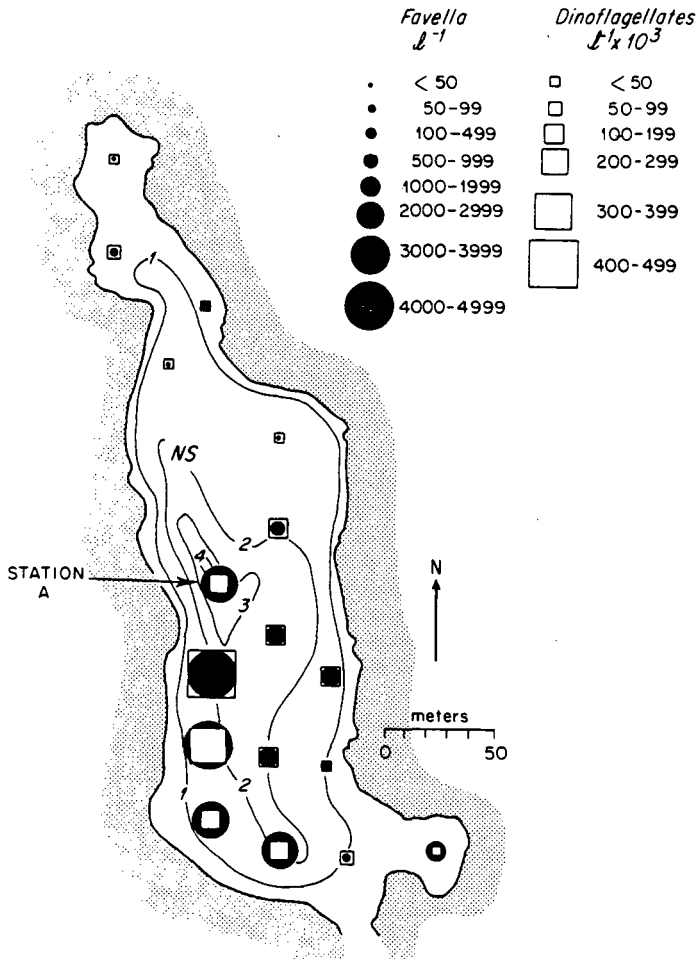 Favella
ℓ⁻¹
Dinoflagellates
ℓ⁻¹ x 10³
< 50
< 50
50-99
50-99
100-499
100-199
500-999
200-299
1000-1999
2000-2999
300-399
3000-3999
400-499
4000-4999
1
NS
2
4
STATION
A
3
N
meters
0 50
1
2